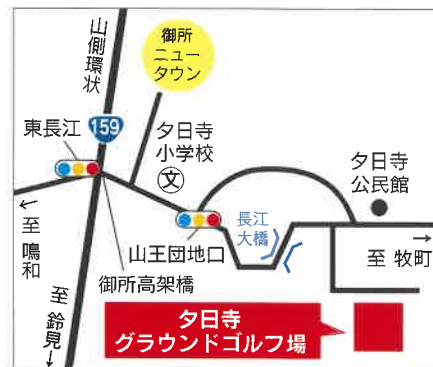 山側環状
御所
ニュー
タウン
159
東長江
夕日寺
小学校
文
夕日寺
公民館
長江
大橋
←
至 鳴和
山王団地口
→
至 牧町
御所高架橋
至 鈴見→
夕日寺
グラウンドゴルフ場